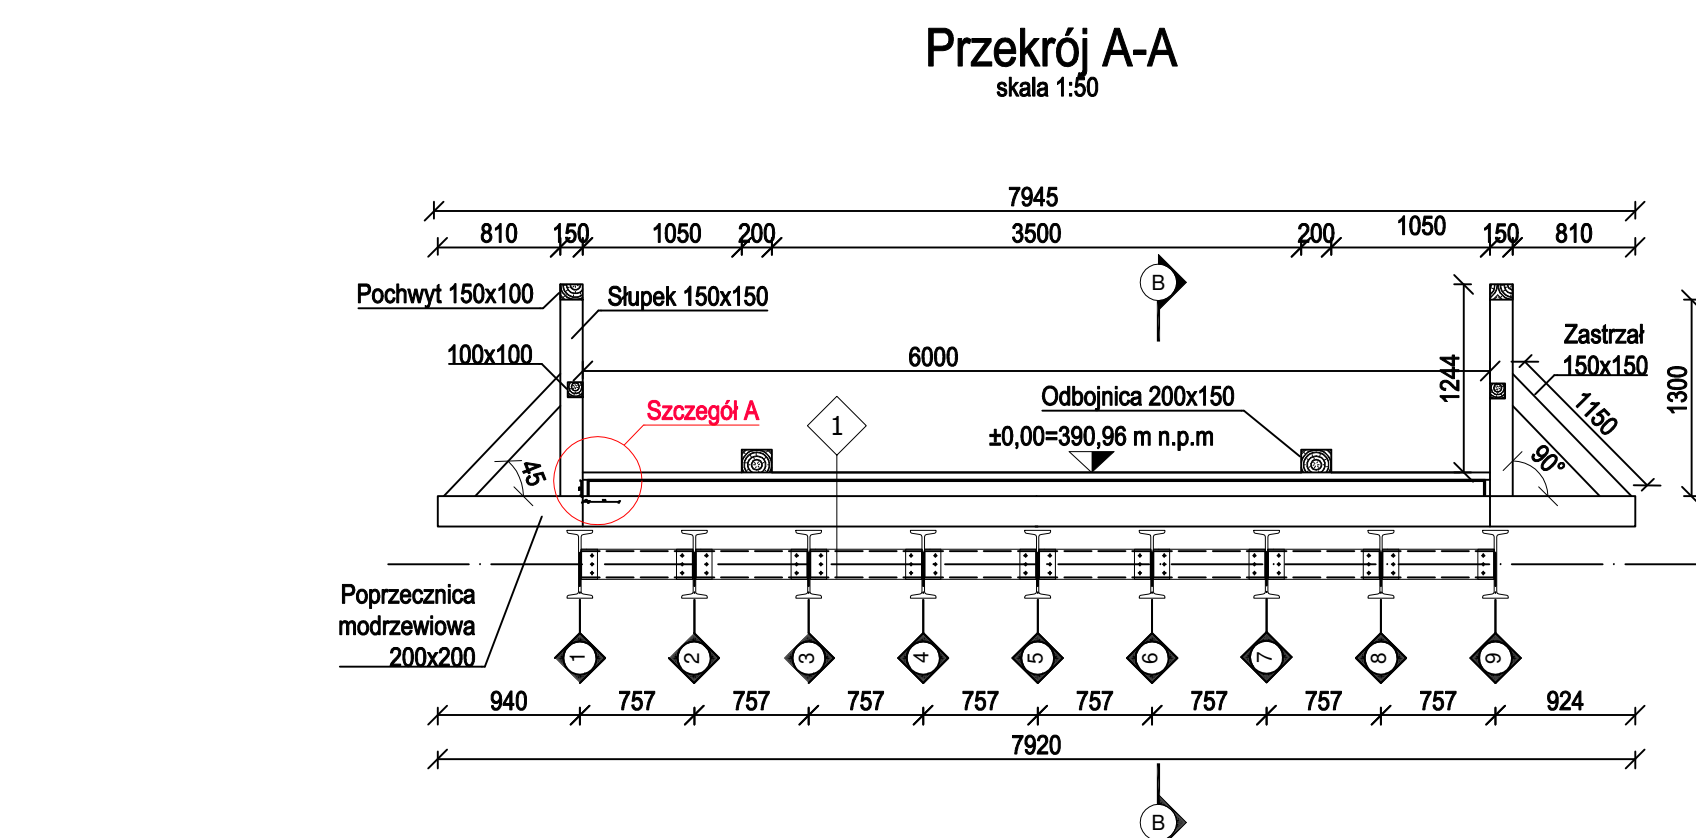 Przekrój A-A
skala 1:50
7945
810 150 1050 200 3500 200 1050 150 810
B
Pochwyt 150x100
Słupek 150x150
Zastrzał
150x150
100x100
6000
1244
1300
1150
Szczegół A
1
Odbojnica 200x150
±0,00=390,96 m n.p.m
45
90°
Poprzecznica
modrzewiowa
200x200
1 2 3 4 5 6 7 8 9
940 757 757 757 757 757 757 757 757 924
7920
B